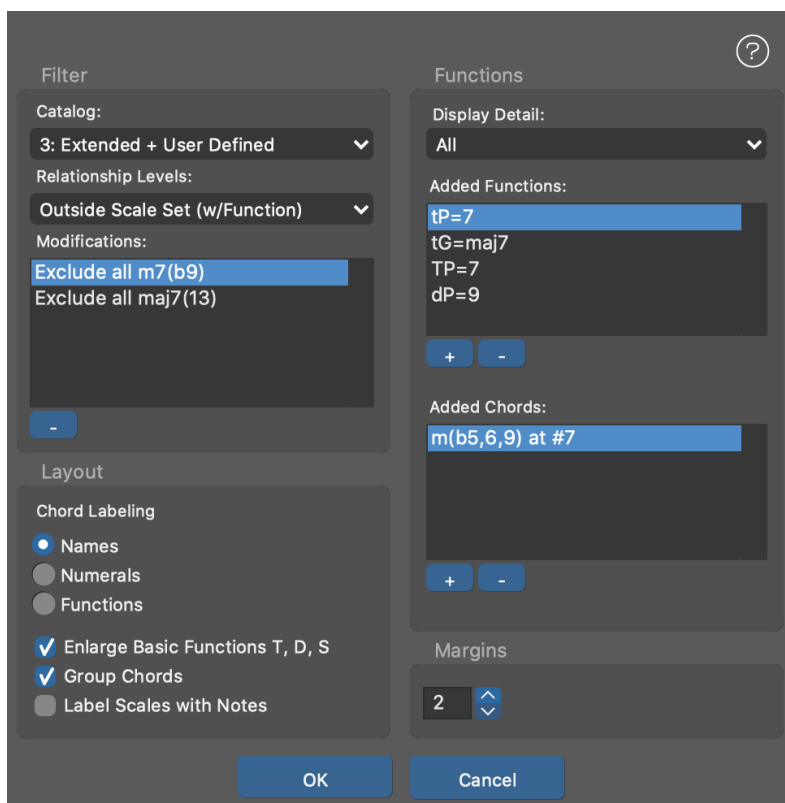 ?
Filter
Catalog:
3: Extended + User Defined
Relationship Levels:
Outside Scale Set (w/Function)
Modifications:
Exclude all m7(b9)
Exclude all maj7(13)
-
Layout
Chord Labeling
Names
Numerals
Functions
Enlarge Basic Functions T, D, S
Group Chords
Label Scales with Notes
Functions
Display Detail:
All
Added Functions:
tP=7
tG=maj7
TP=7
dP=9
+ -
Added Chords:
m(b5,6,9) at #7
+ -
Margins
2
OK Cancel